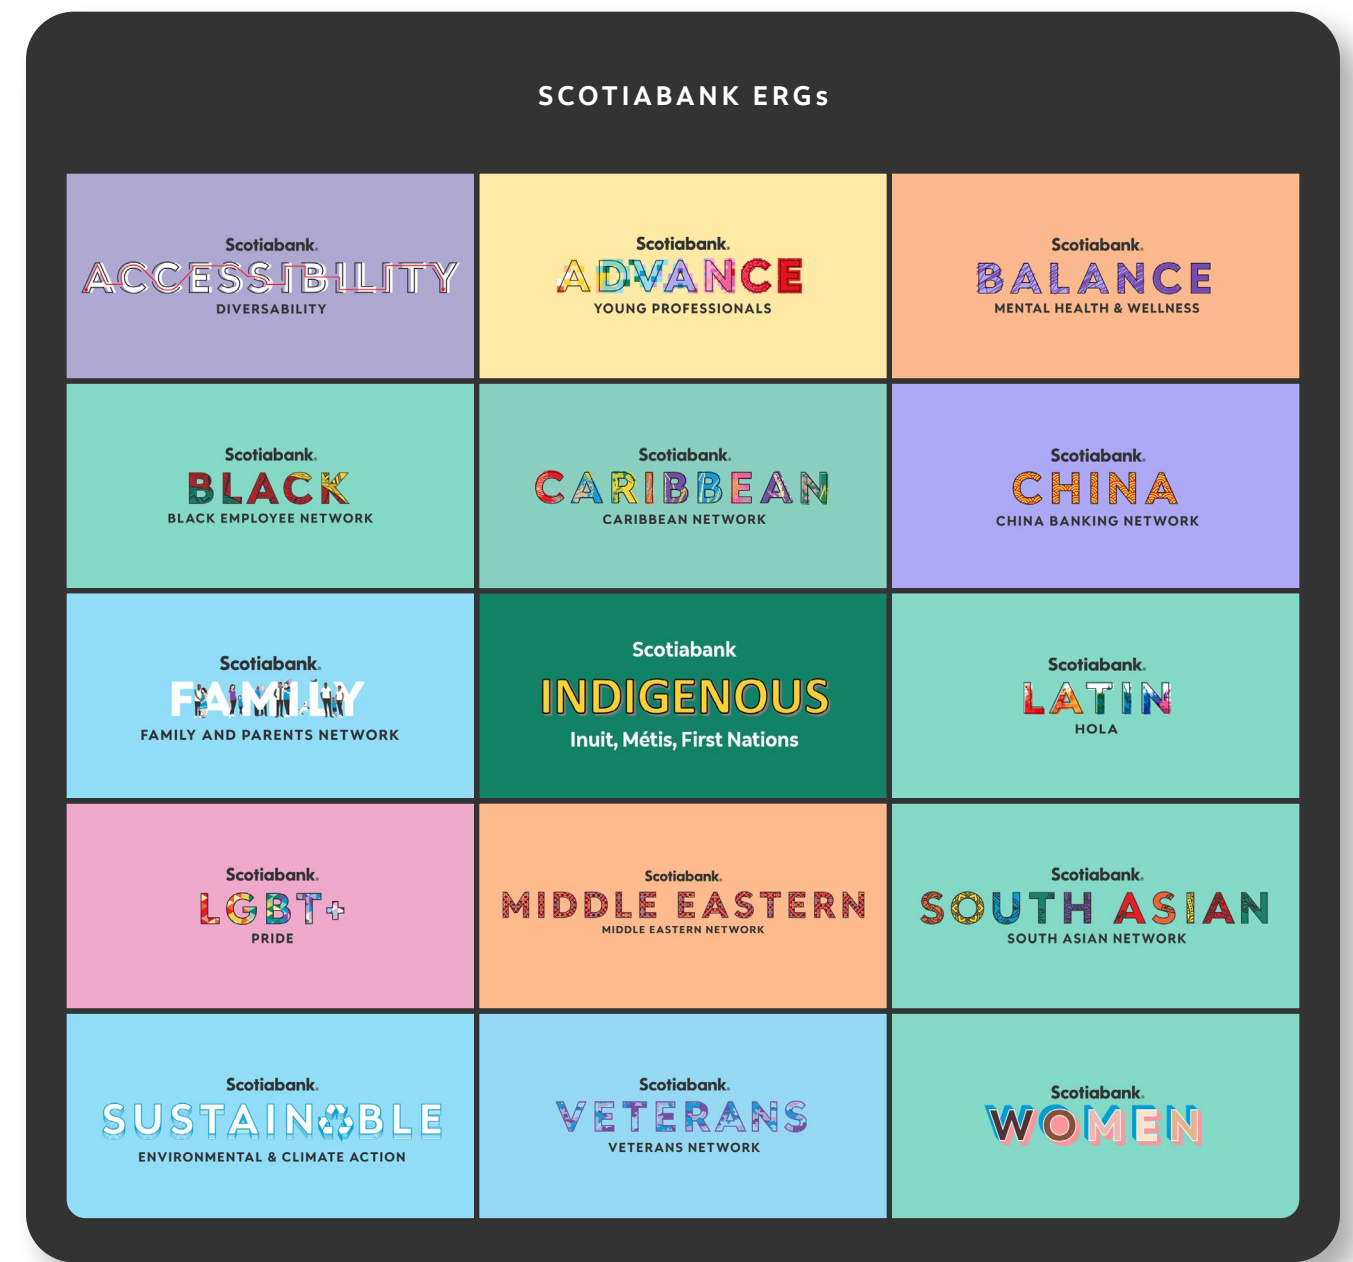 SCOTIABANK ERGs
Scotiabank.
ACCESSIBILITY
DIVERSABILITY
Scotiabank.
ADVANCE
YOUNG PROFESSIONALS
Scotiabank.
BALANCE
MENTAL HEALTH & WELLNESS
Scotiabank.
BLACK
BLACK EMPLOYEE NETWORK
Scotiabank.
CARIBBEAN
CARIBBEAN NETWORK
Scotiabank.
CHINA
CHINA BANKING NETWORK
Scotiabank.
FAMILY
FAMILY AND PARENTS NETWORK
Scotiabank
INDIGENOUS
Inuit, Métis, First Nations
Scotiabank.
LATIN
HOLA
Scotiabank.
LGBT+
PRIDE
Scotiabank.
MIDDLE EASTERN
MIDDLE EASTERN NETWORK
Scotiabank.
SOUTH ASIAN
SOUTH ASIAN NETWORK
Scotiabank.
SUSTAINABLE
ENVIRONMENTAL & CLIMATE ACTION
Scotiabank.
VETERANS
VETERANS NETWORK
Scotiabank.
WOMEN